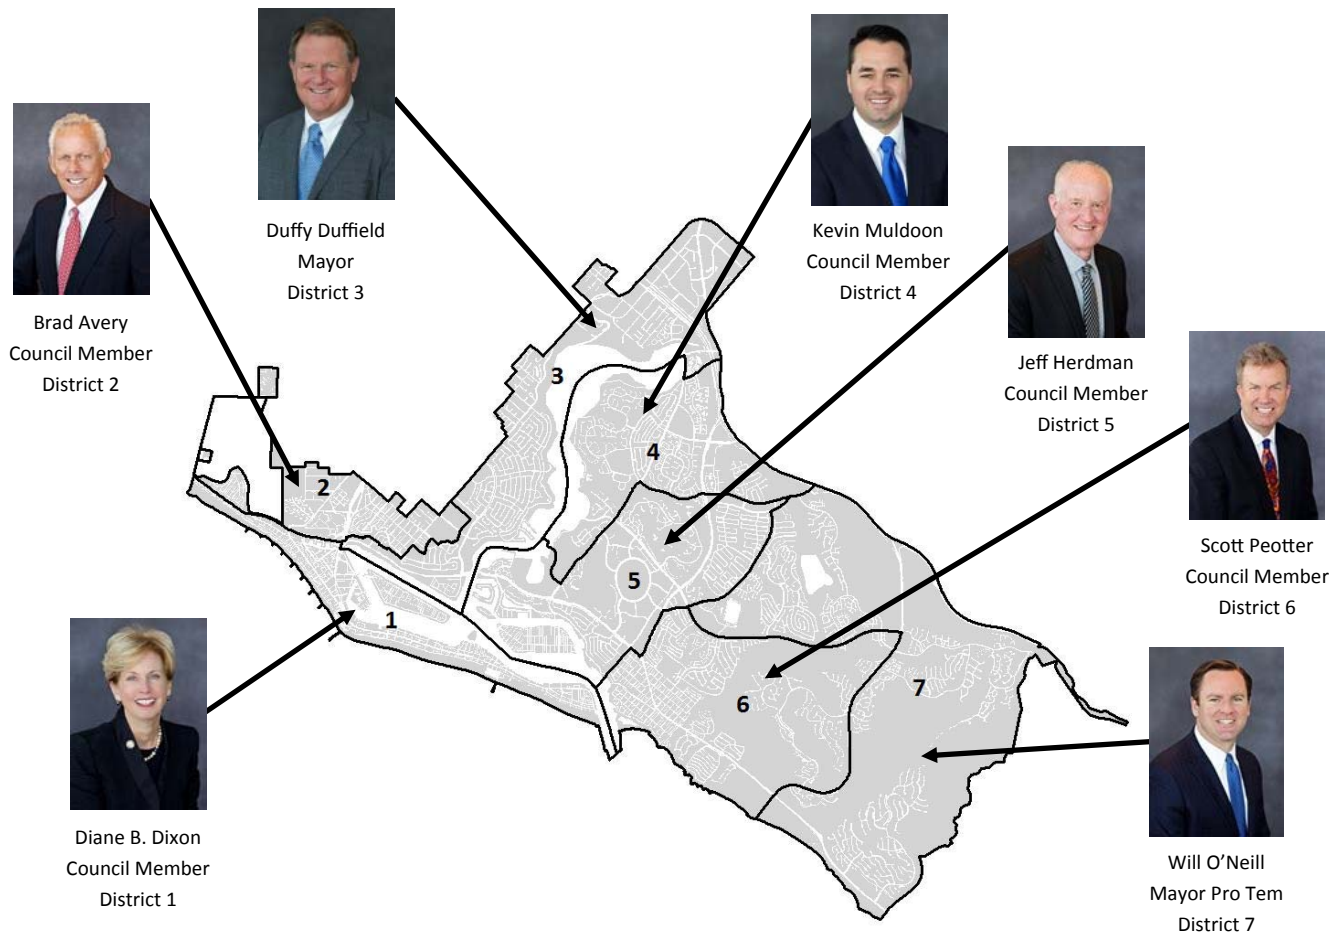 Duffy Duffield
Mayor
District 3
Kevin Muldoon
Council Member
District 4
Brad Avery
Council Member
District 2
Jeff Herdman
Council Member
District 5
Scott Peotter
Council Member
District 6
Diane B. Dixon
Council Member
District 1
Will O'Neill
Mayor Pro Tem
District 7
3
4
2
5
1
7
6